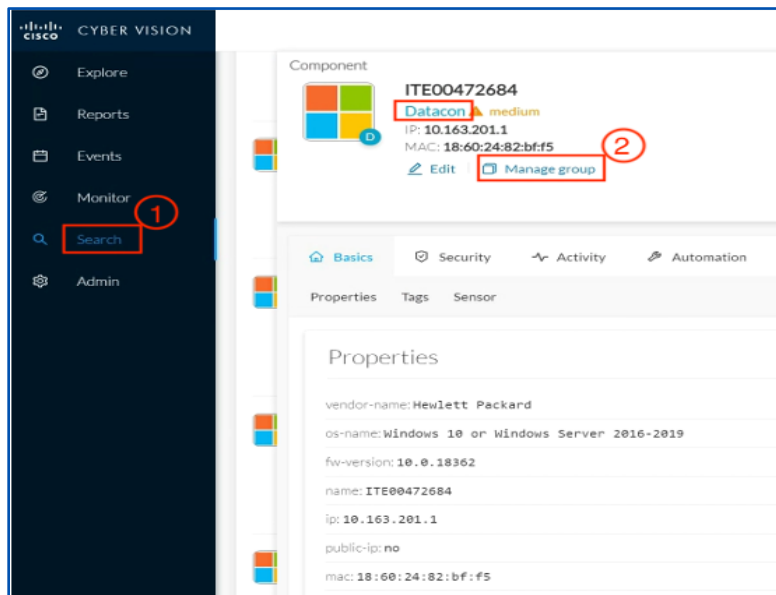 cisco CYBER VISION
Explore
Reports
Events
Monitor
1
Search
Admin
Component
ITE00472684
Datacon medium
IP: 10.163.201.1
MAC: 18:60:24:82:bf:f5
2
Edit Manage group
D
Basics Security Activity Automation
Properties Tags Sensor
Properties
vendor-name: Hewlett Packard
os-name: Windows 10 or Windows Server 2016-2019
fw-version: 10.0.18362
name: ITE00472684
ip: 10.163.201.1
public-ip: no
mac: 18:60:24:82:bf:f5